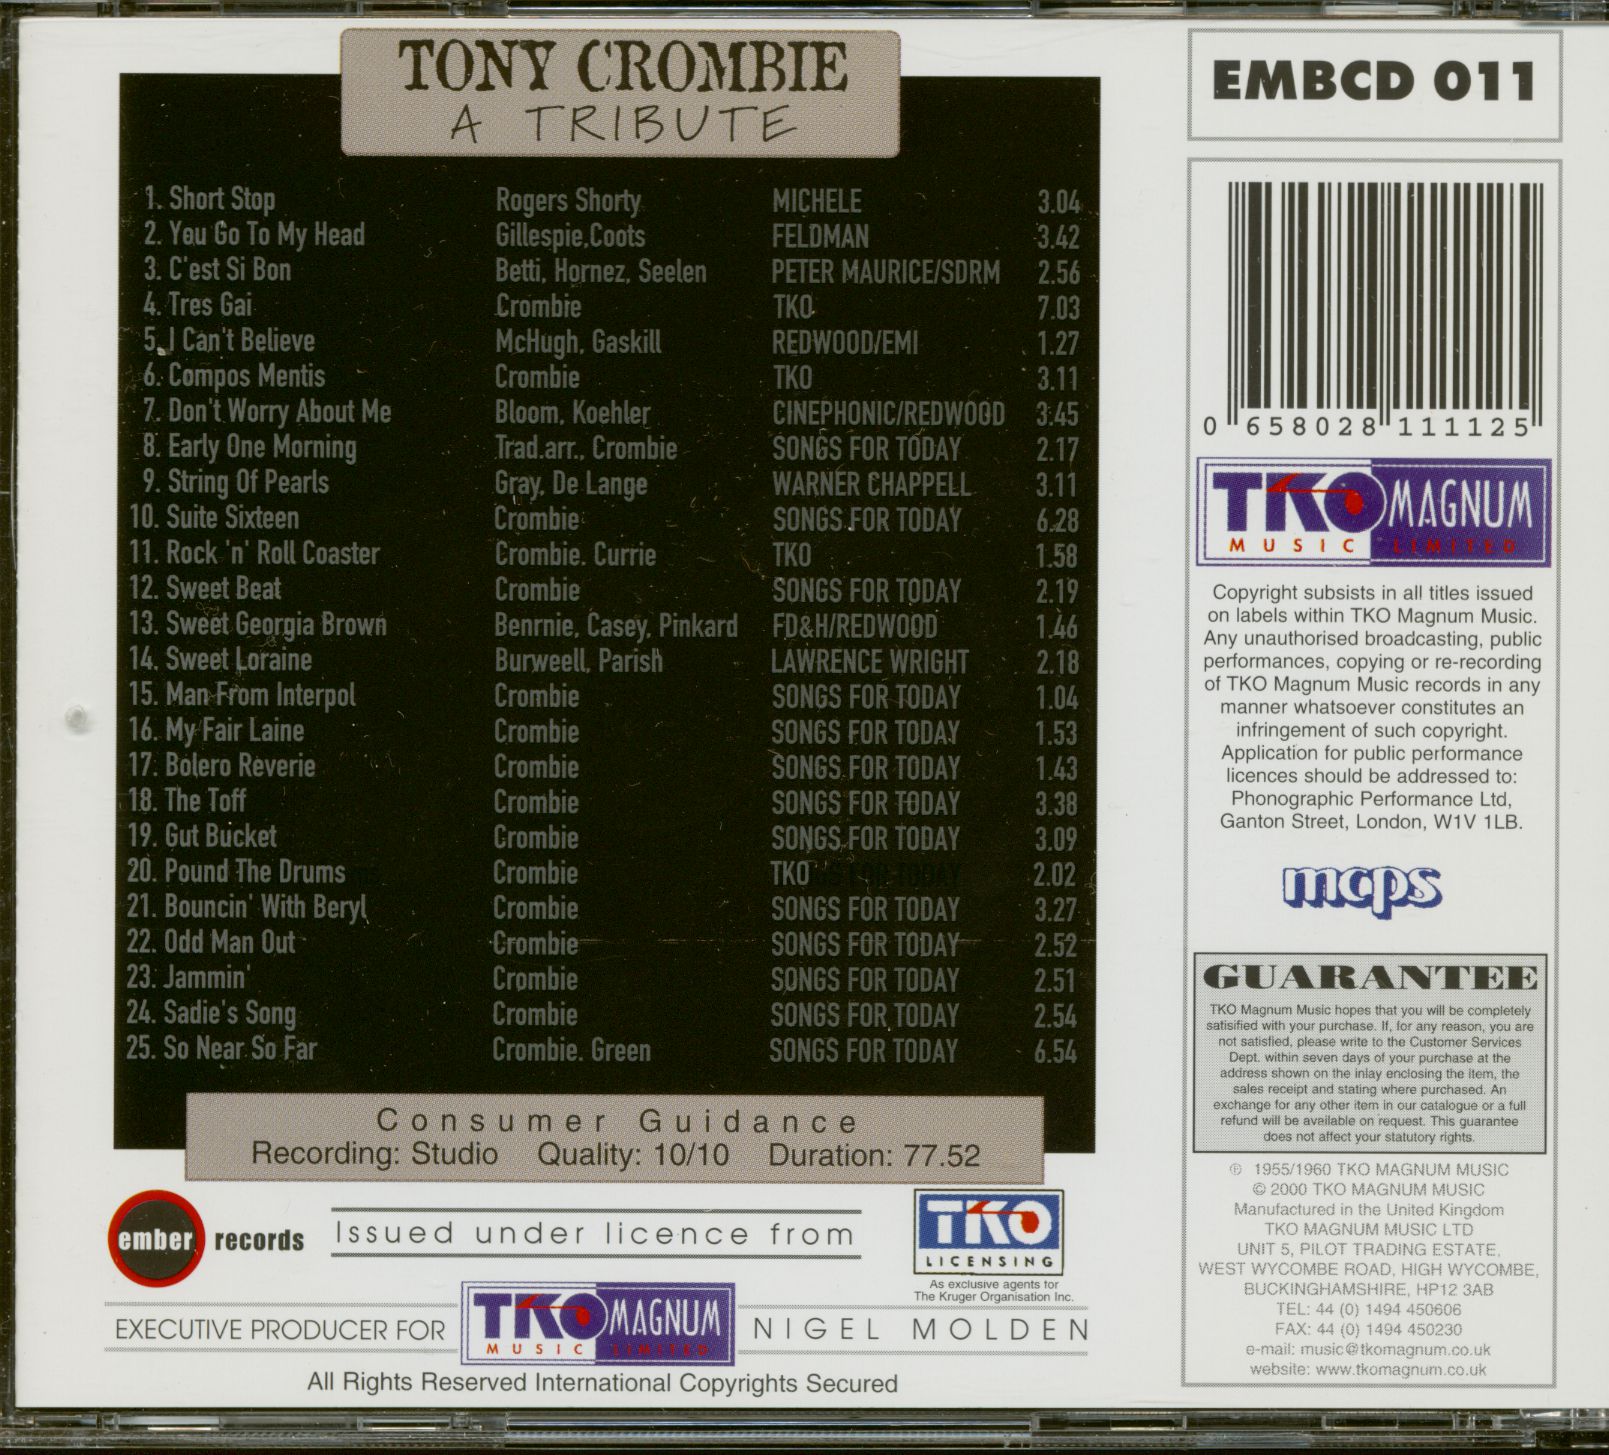 TONY CROMBIE
A TRIBUTE
1. Short Stop Rogers Shorty MICHELE 3.04
2. You Go To My Head Gillespie,Coots FELDMAN 3.42
3. C'est Si Bon Betti, Hornez, Seelen PETER MAURICE/SDRM 2.56
4. Tres Gai Crombie TKO 7.03
5. I Can't Believe McHugh, Gaskill REDWOOD/EMI 1.27
6. Compos Mentis Crombie TKO 3.11
7. Don't Worry About Me Bloom, Koehler CINEPHONIC/REDWOOD 3.45
8. Early One Morning Trad.arr., Crombie SONGS FOR TODAY 2.17
9. String Of Pearls Gray, De Lange WARNER CHAPPELL 3.11
10. Suite Sixteen Crombie SONGS FOR TODAY 6.28
11. Rock 'n' Roll Coaster Crombie. Currie TKO 1.58
12. Sweet Beat Crombie SONGS FOR TODAY 2.19
13. Sweet Georgia Brown Benrnie, Casey, Pinkard FD&H/REDWOOD 1.46
14. Sweet Loraine Burweell, Parish LAWRENCE WRIGHT 2.18
15. Man From Interpol Crombie SONGS FOR TODAY 1.04
16. My Fair Laine Crombie SONGS FOR TODAY 1.53
17. Bolero Reverie Crombie SONGS FOR TODAY 1.43
18. The Toff Crombie SONGS FOR TODAY 3.38
19. Gut Bucket Crombie SONGS FOR TODAY 3.09
20. Pound The Drums Crombie TKO 2.02
21. Bouncin' With Beryl Crombie SONGS FOR TODAY 3.27
22. Odd Man Out Crombie SONGS FOR TODAY 2.52
23. Jammin' Crombie SONGS FOR TODAY 2.51
24. Sadie's Song Crombie SONGS FOR TODAY 2.54
25. So Near So Far Crombie. Green SONGS FOR TODAY 6.54
Consumer Guidance
Recording: Studio Quality: 10/10 Duration: 77.52
ember records
Issued under licence from
TKO
LICENSING
As exclusive agents for
The Kruger Organisation Inc.
EXECUTIVE PRODUCER FOR
TKO MAGNUM
MUSIC LIMITED
NIGEL MOLDEN
All Rights Reserved International Copyrights Secured
EMBCD 011
0 658028 111125
TKO MAGNUM
MUSIC LIMITED
Copyright subsists in all titles issued
on labels within TKO Magnum Music.
Any unauthorised broadcasting, public
performances, copying or re-recording
of TKO Magnum Music records in any
manner whatsoever constitutes an
infringement of such copyright.
Application for public performance
licences should be addressed to:
Phonographic Performance Ltd,
Ganton Street, London, W1V 1LB.
mcps
GUARANTEE
TKO Magnum Music hopes that you will be completely
satisified with your purchase. If, for any reason, you are
not satisfied, please write to the Customer Services
Dept. within seven days of your purchase at the
address shown on the inlay enclosing the item, the
sales receipt and stating where purchased. An
exchange for any other item in our catalogue or a full
refund will be available on request. This guarantee
does not affect your statutory rights.
℗ 1955/1960 TKO MAGNUM MUSIC
© 2000 TKO MAGNUM MUSIC
Manufactured in the United Kingdom
TKO MAGNUM MUSIC LTD
UNIT 5, PILOT TRADING ESTATE,
WEST WYCOMBE ROAD, HIGH WYCOMBE,
BUCKINGHAMSHIRE, HP12 3AB
TEL: 44 (0) 1494 450606
FAX: 44 (0) 1494 450230
e-mail: music@tkomagnum.co.uk
website: www.tkomagnum.co.uk